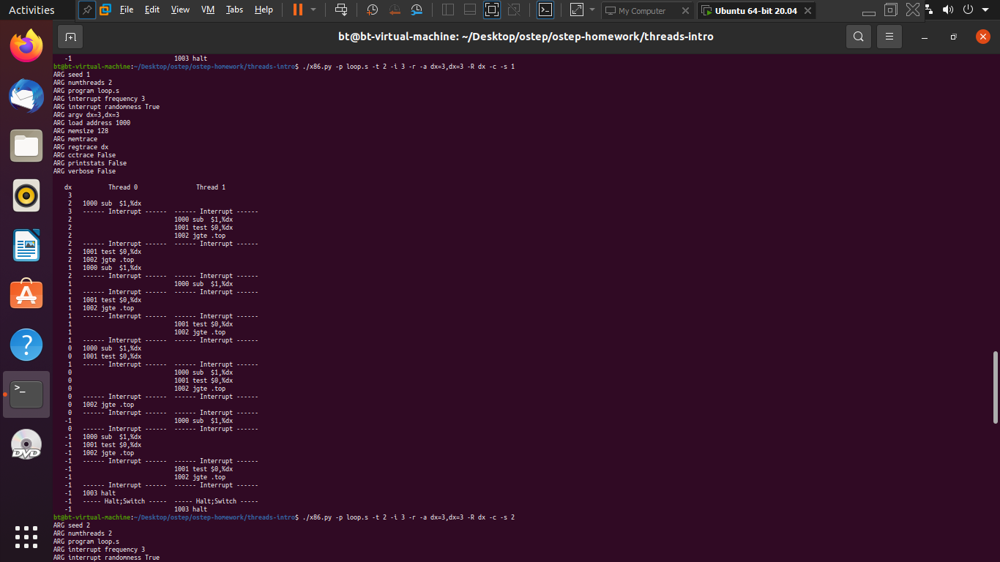 Activities File Edit View VM Tabs Help My Computer Ubuntu 64-bit 20.04
bt@bt-virtual-machine: ~/Desktop/ostep/ostep-homework/threads-intro
   -1                            1003 halt
bt@bt-virtual-machine:~/Desktop/ostep/ostep-homework/threads-intro$ ./x86.py -p loop.s -t 2 -i 3 -r -a dx=3,dx=3 -R dx -c -s 1
ARG seed 1
ARG numthreads 2
ARG program loop.s
ARG interrupt frequency 3
ARG interrupt randomness True
ARG argv dx=3,dx=3
ARG load address 1000
ARG memsize 128
ARG memtrace
ARG regtrace dx
ARG cctrace False
ARG printstats False
ARG verbose False
   dx          Thread 0                Thread 1
    3
    2   1000 sub  $1,%dx
    3   ------ Interrupt ------  ------ Interrupt ------
    2                            1000 sub  $1,%dx
    2                            1001 test $0,%dx
    2                            1002 jgte .top
    2   ------ Interrupt ------  ------ Interrupt ------
    2   1001 test $0,%dx
    2   1002 jgte .top
    1   1000 sub  $1,%dx
    2   ------ Interrupt ------  ------ Interrupt ------
    1                            1000 sub  $1,%dx
    1   ------ Interrupt ------  ------ Interrupt ------
    1   1001 test $0,%dx
    1   1002 jgte .top
    1   ------ Interrupt ------  ------ Interrupt ------
    1                            1001 test $0,%dx
    1                            1002 jgte .top
    1   ------ Interrupt ------  ------ Interrupt ------
    0   1000 sub  $1,%dx
    0   1001 test $0,%dx
    1   ------ Interrupt ------  ------ Interrupt ------
    0                            1000 sub  $1,%dx
    0                            1001 test $0,%dx
    0                            1002 jgte .top
    0   ------ Interrupt ------  ------ Interrupt ------
    0   1002 jgte .top
    0   ------ Interrupt ------  ------ Interrupt ------
   -1                            1000 sub  $1,%dx
    0   ------ Interrupt ------  ------ Interrupt ------
   -1   1000 sub  $1,%dx
   -1   1001 test $0,%dx
   -1   1002 jgte .top
   -1   ------ Interrupt ------  ------ Interrupt ------
   -1                            1001 test $0,%dx
   -1                            1002 jgte .top
   -1   ------ Interrupt ------  ------ Interrupt ------
   -1   1003 halt
   -1   ----- Halt;Switch -----  ----- Halt;Switch -----
   -1                            1003 halt
bt@bt-virtual-machine:~/Desktop/ostep/ostep-homework/threads-intro$ ./x86.py -p loop.s -t 2 -i 3 -r -a dx=3,dx=3 -R dx -c -s 2
ARG seed 2
ARG numthreads 2
ARG program loop.s
ARG interrupt frequency 3
ARG interrupt randomness True
A
?
>_
DVD